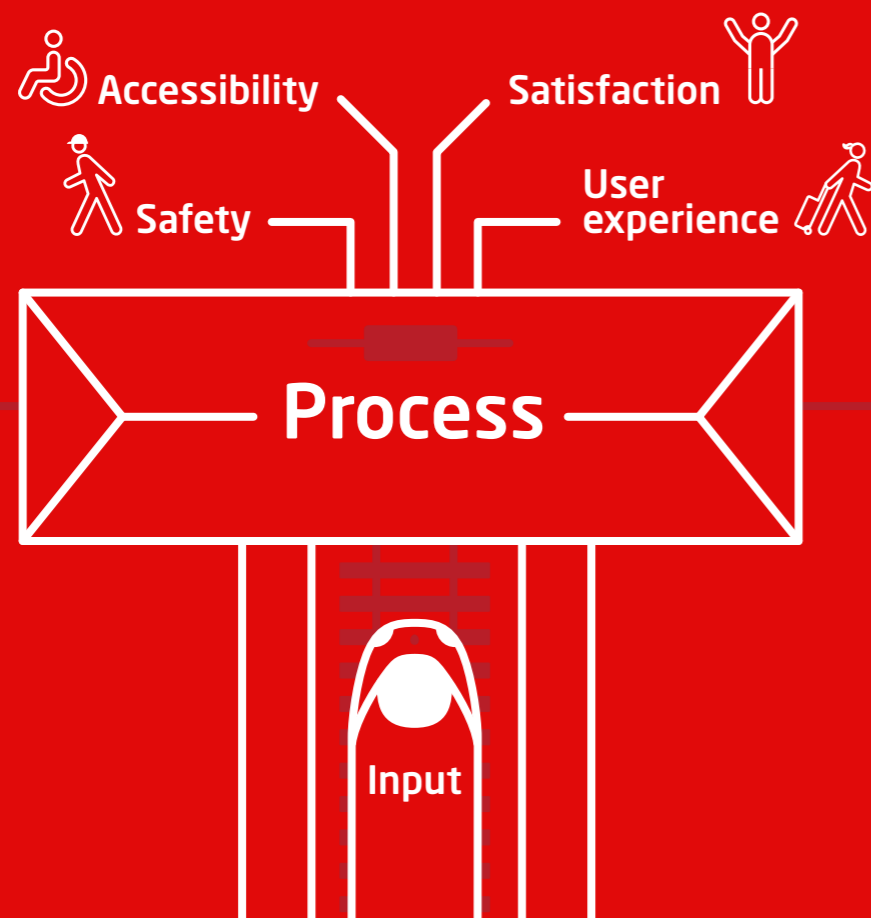 Accessibility
Satisfaction
Safety
User
experience
Process
Input